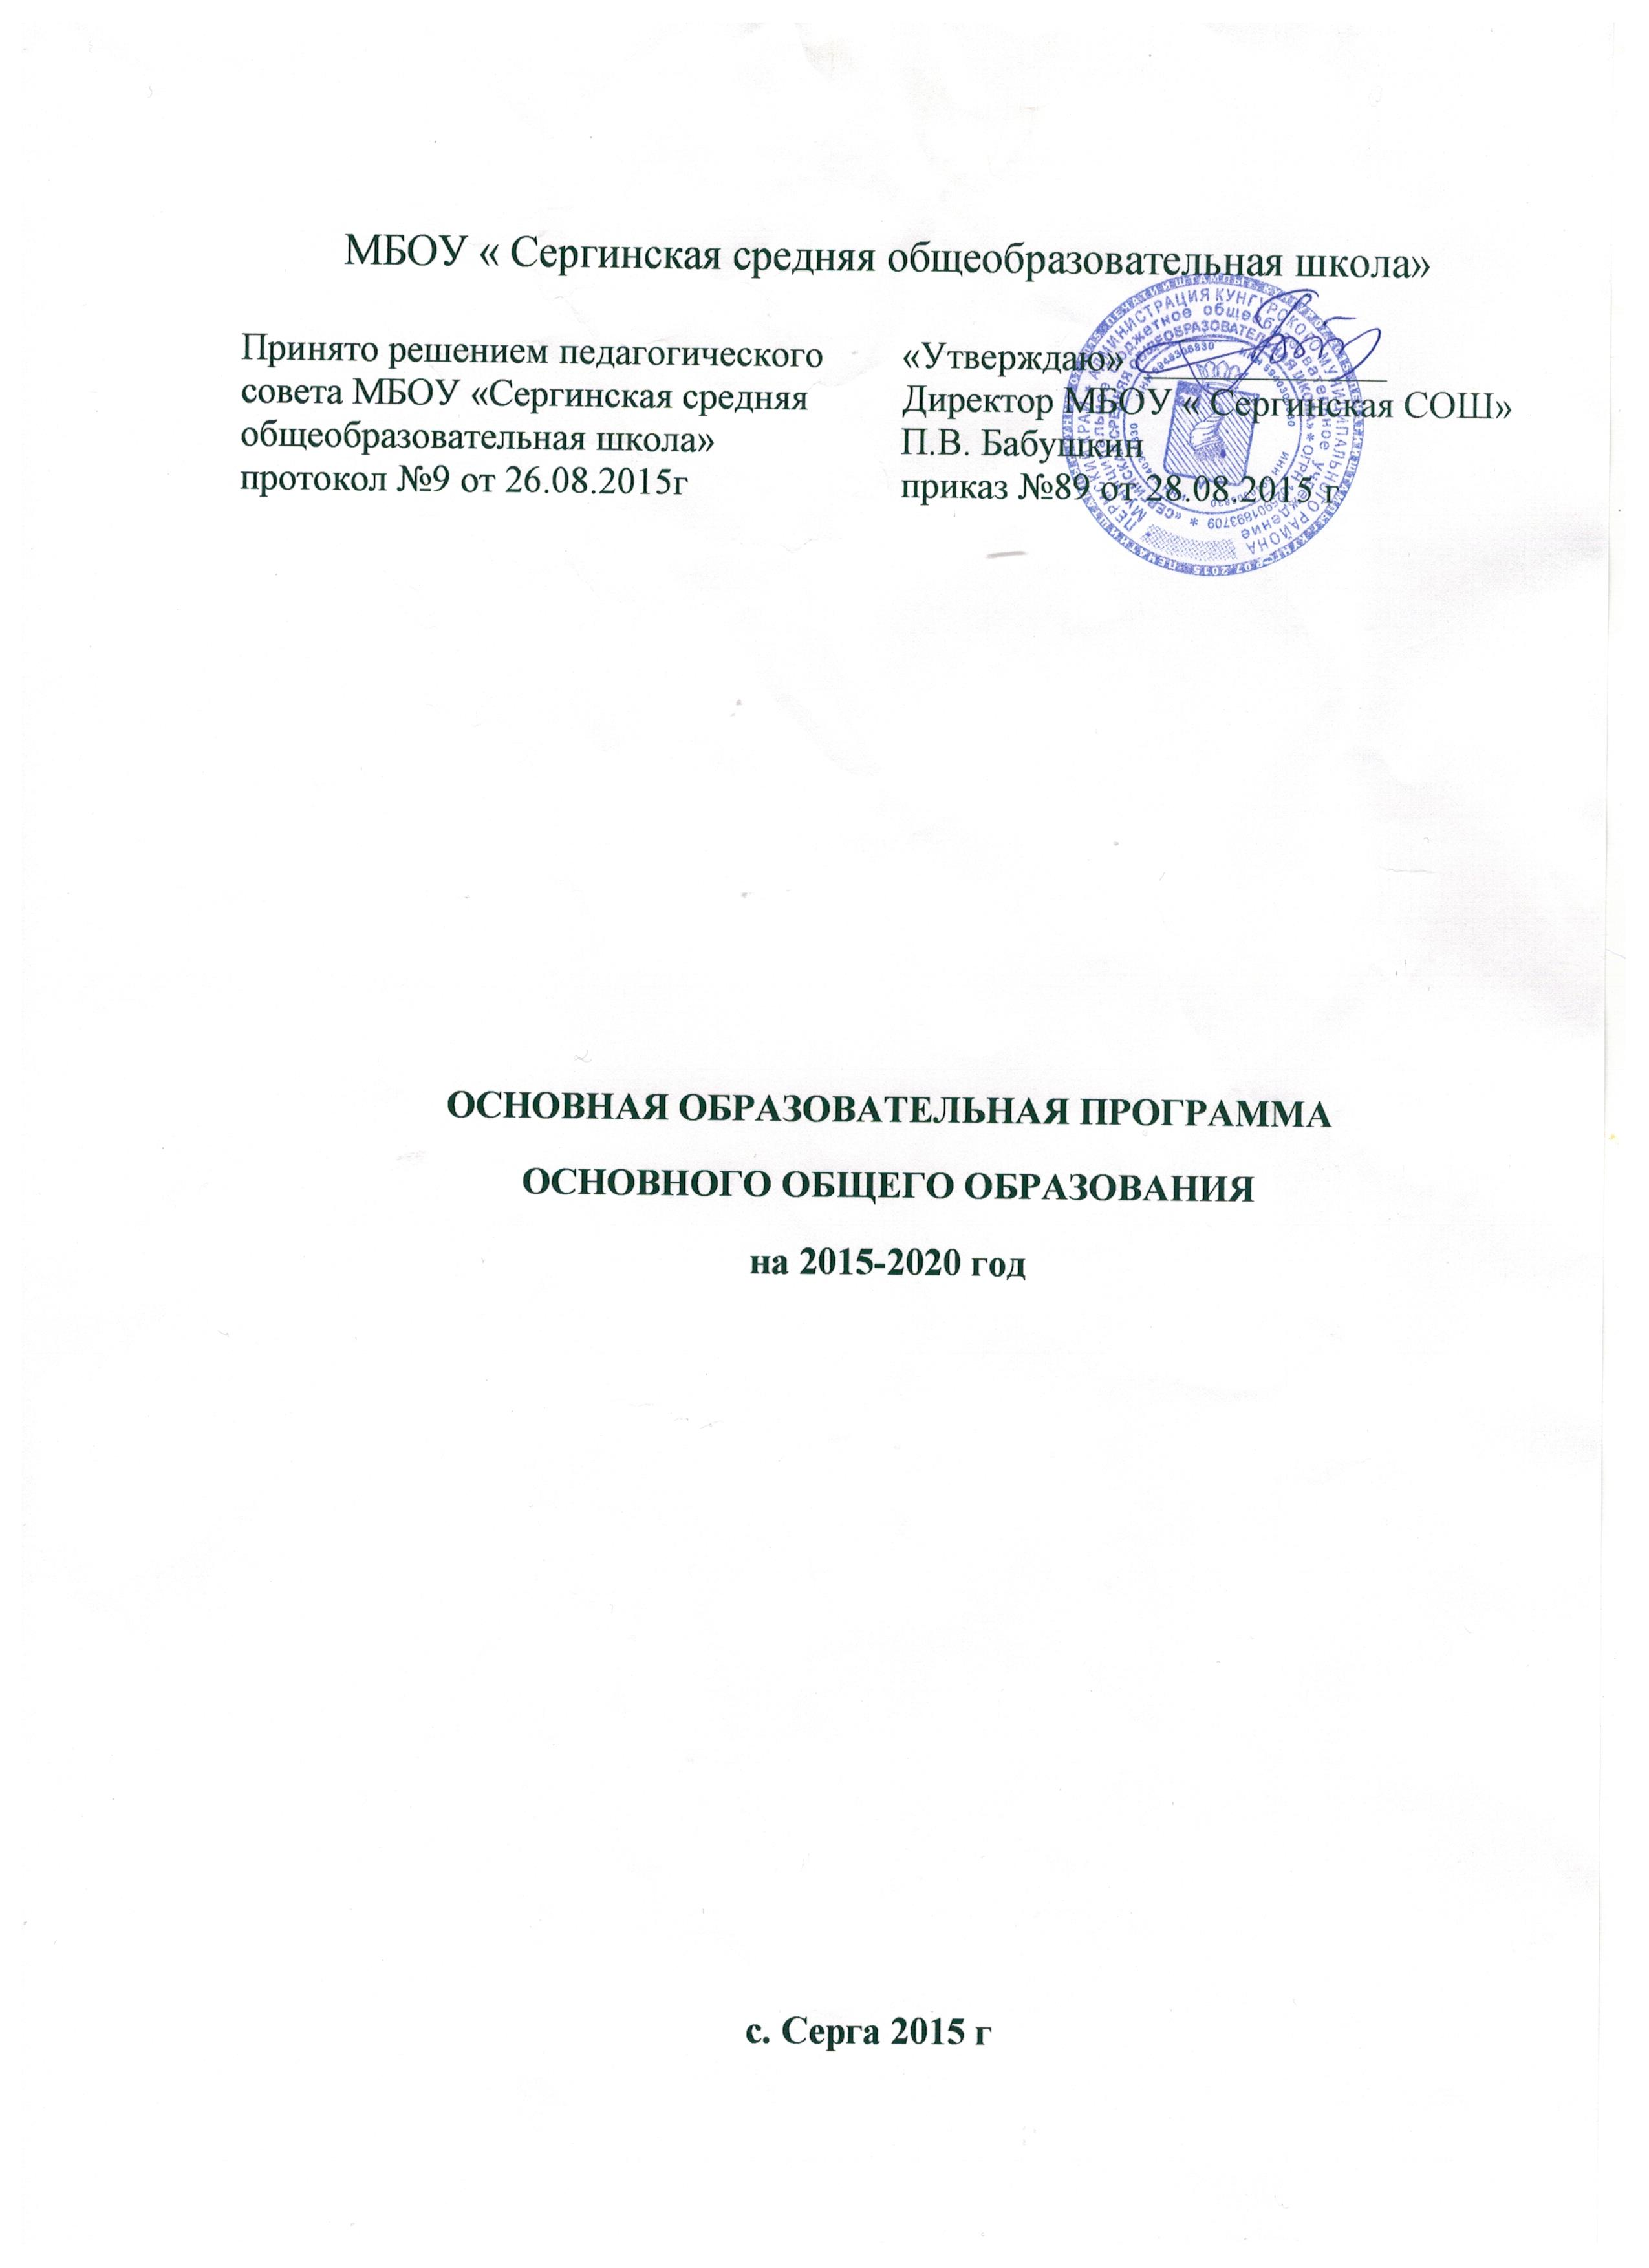 МБОУ « Сергинская средняя общеобразовательная школа»
Принято решением педагогического
совета МБОУ «Сергинская средняя
общеобразовательная школа»
протокол №9 от 26.08.2015г
«Утверждаю»
Директор МБОУ « Сергинская СОШ»
П.В. Бабушкин
приказ №89 от 28.08.2015 г
ОСНОВНАЯ ОБРАЗОВАТЕЛЬНАЯ ПРОГРАММА
ОСНОВНОГО ОБЩЕГО ОБРАЗОВАНИЯ
на 2015-2020 год
с. Серга 2015 г